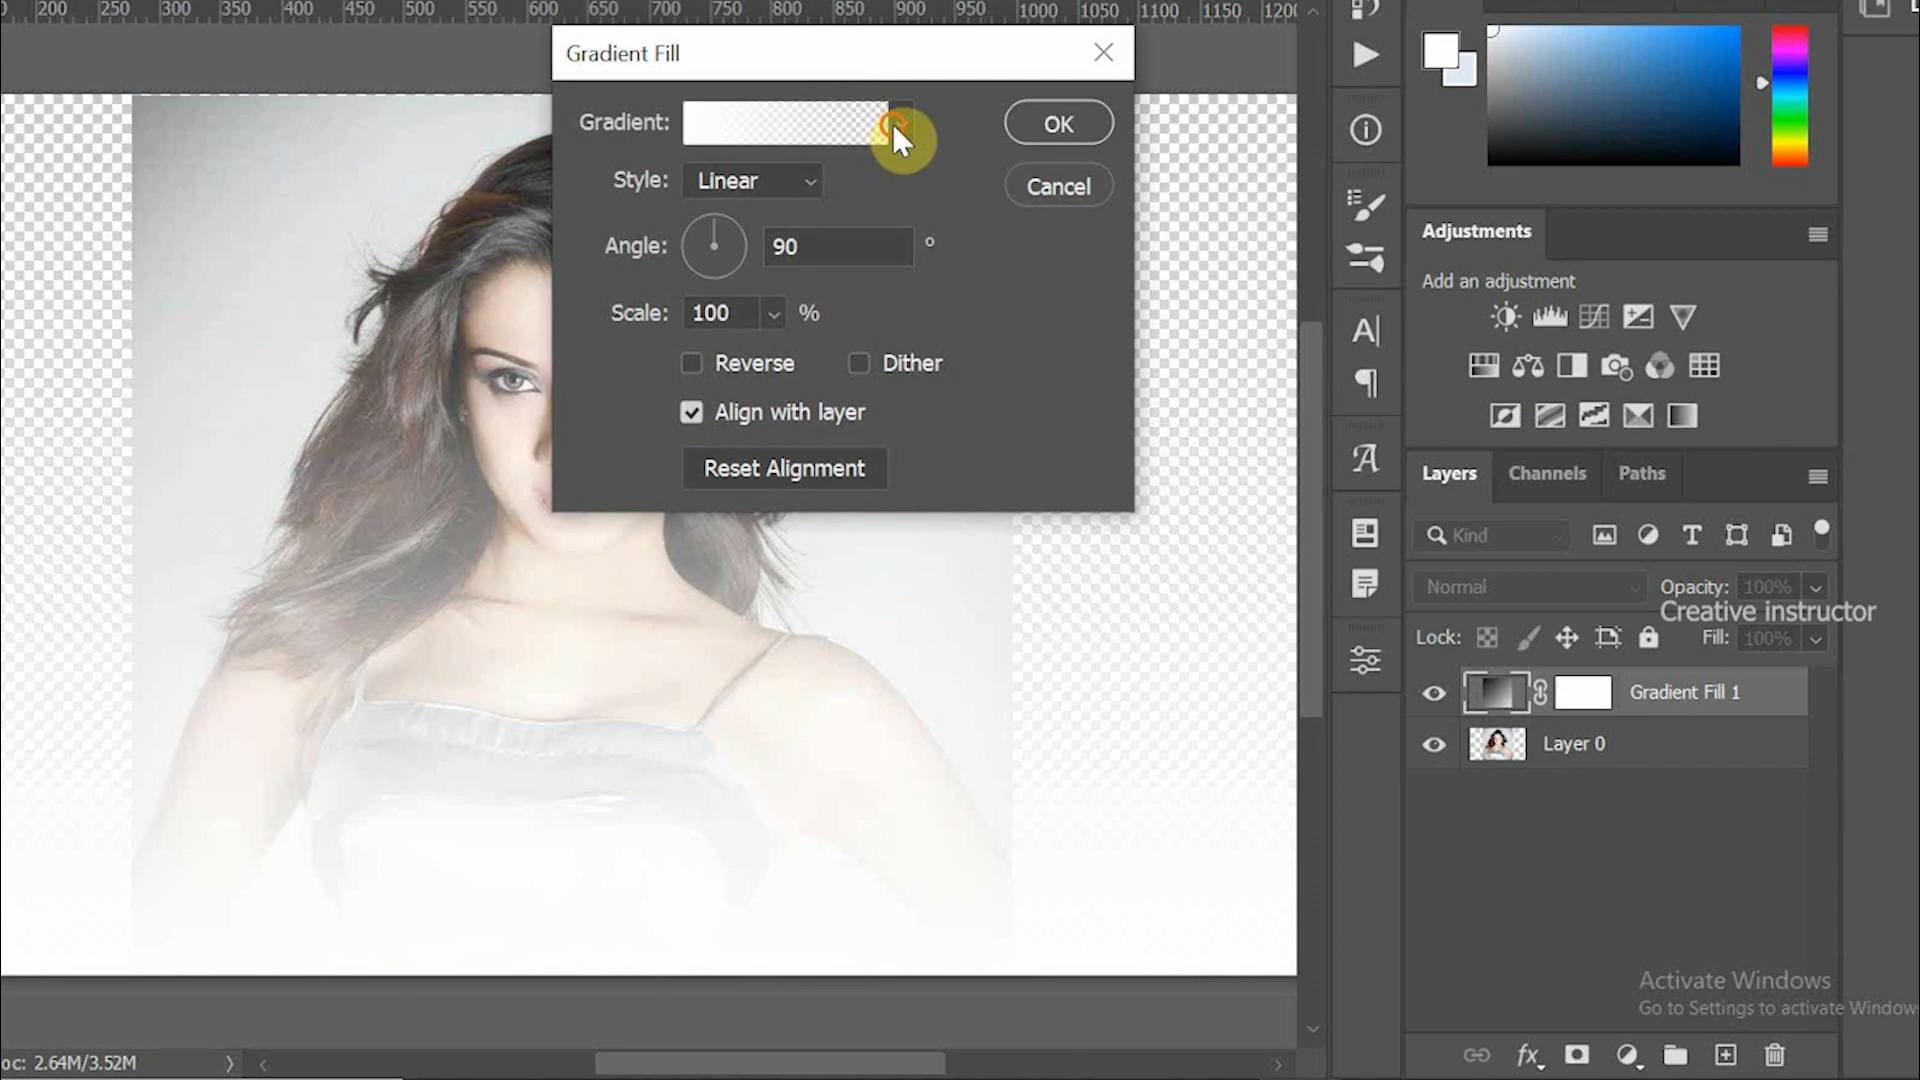 200 250 300 350 400 450 500 550 600 650 700 750 800 850 900 950 1000 1050 1100 1150 1200
Gradient Fill
Gradient:
OK
Style: Linear
Cancel
Angle: 90 °
Scale: 100 %
Reverse Dither
Align with layer
Reset Alignment
Adjustments
Add an adjustment
Layers Channels Paths
Kind
Normal Opacity: 100%
Creative instructor
Lock: Fill: 100%
Gradient Fill 1
Layer 0
Activate Windows
Go to Settings to activate Windows
oc: 2.64M/3.52M
fx